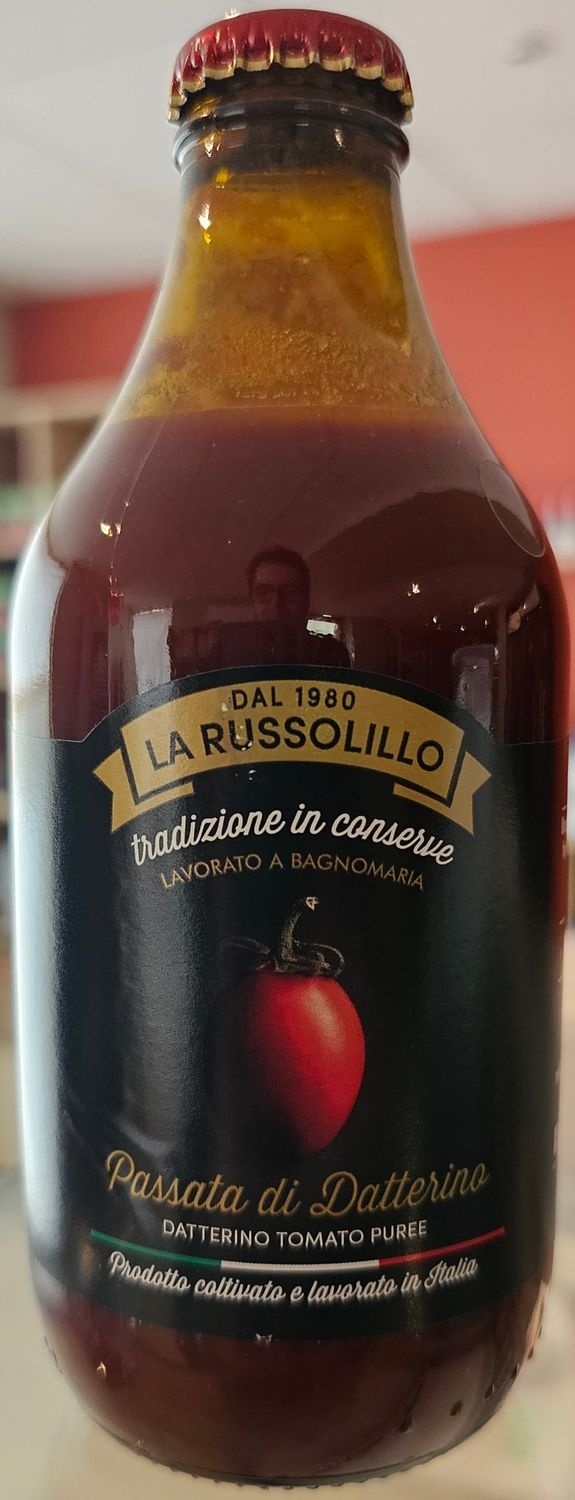 DAL 1980
LA RUSSOLILLO
tradizione in conserve
LAVORATO A BAGNOMARIA
Passata di Datterino
DATTERINO TOMATO PUREE
Prodotto coltivato e lavorato in Italia